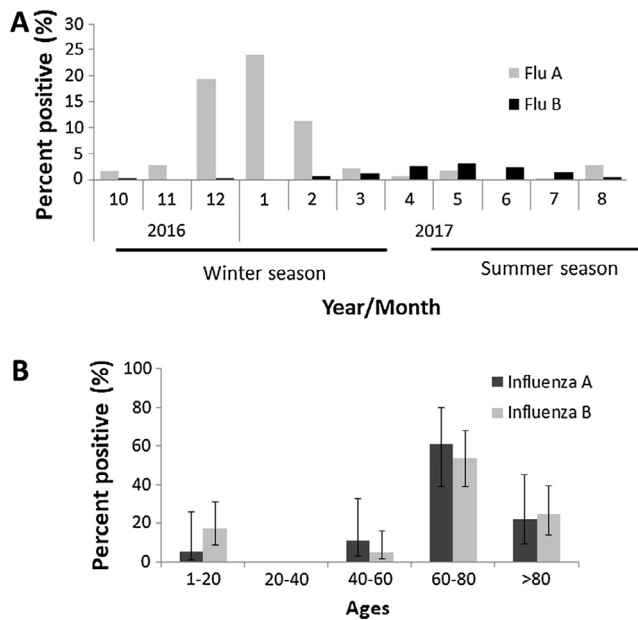 A
Percent positive (%)
30
25
20
15
10
5
0
Flu A
Flu B
10 11 12 1 2 3 4 5 6 7 8
2016 2017
Winter season Summer season
Year/Month
B
Percent positive (%)
100
80
60
40
20
0
Influenza A
Influenza B
1-20 20-40 40-60 60-80 >80
Ages